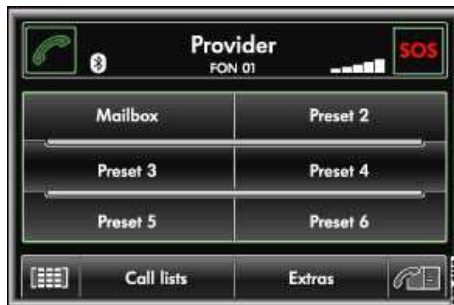 Provider
FON 01
SOS
Mailbox Preset 2
Preset 3 Preset 4
Preset 5 Preset 6
Call lists Extras